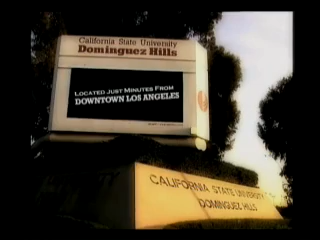 California State University
Dominguez Hills
LOCATED JUST MINUTES FROM
DOWNTOWN LOS ANGELES
CALIFORNIA STATE UNIVERSITY
DOMINGUEZ HILLS